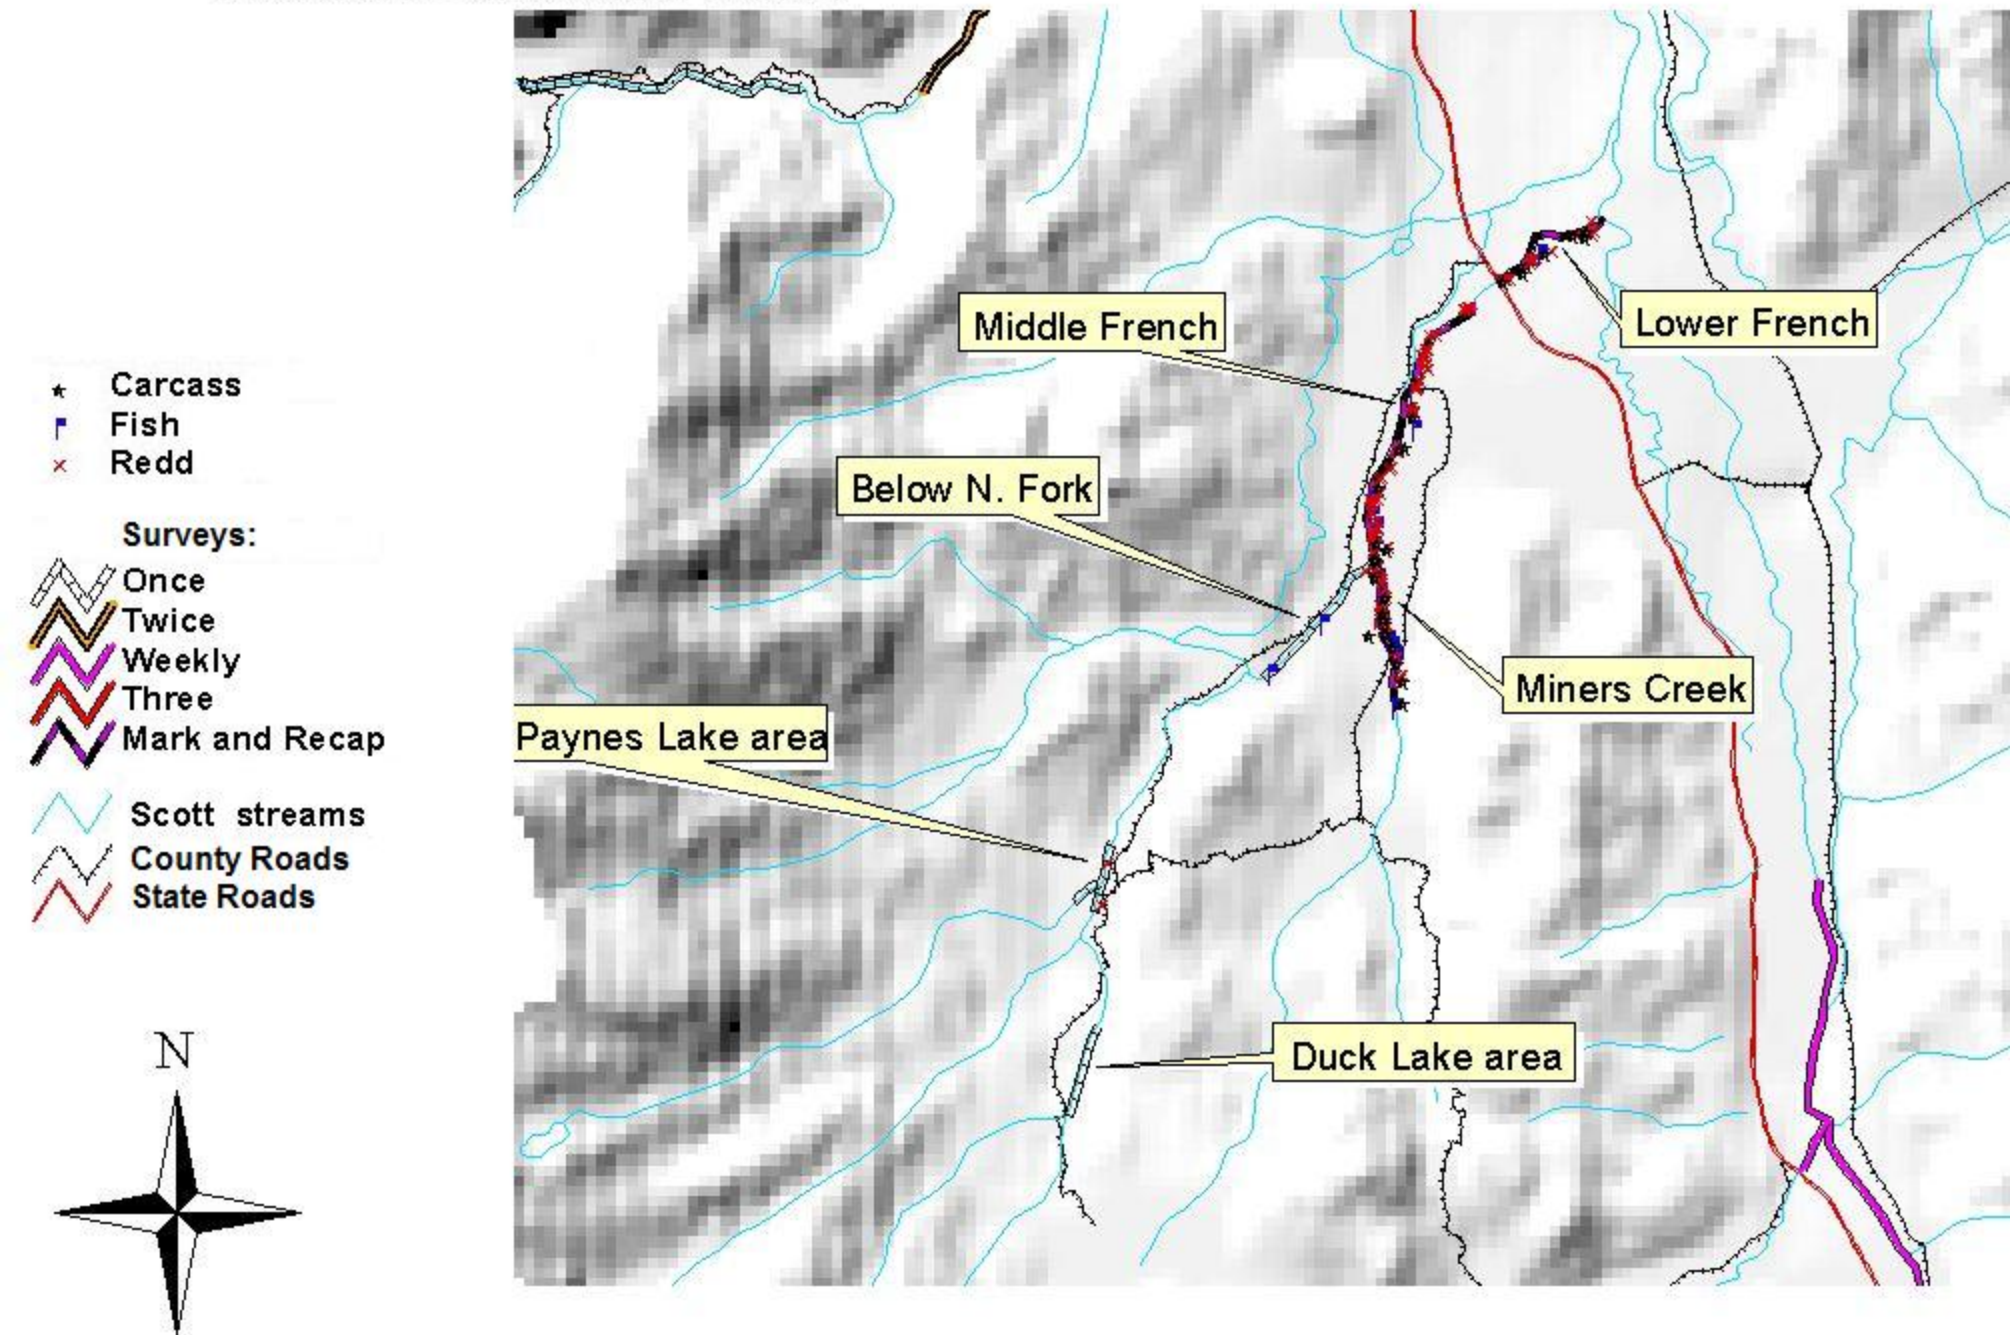 Middle French
Lower French
Carcass
Fish
Redd
Below N. Fork
Surveys:
Once
Twice
Weekly
Three
Mark and Recap
Miners Creek
Paynes Lake area
Scott streams
County Roads
State Roads
N
Duck Lake area